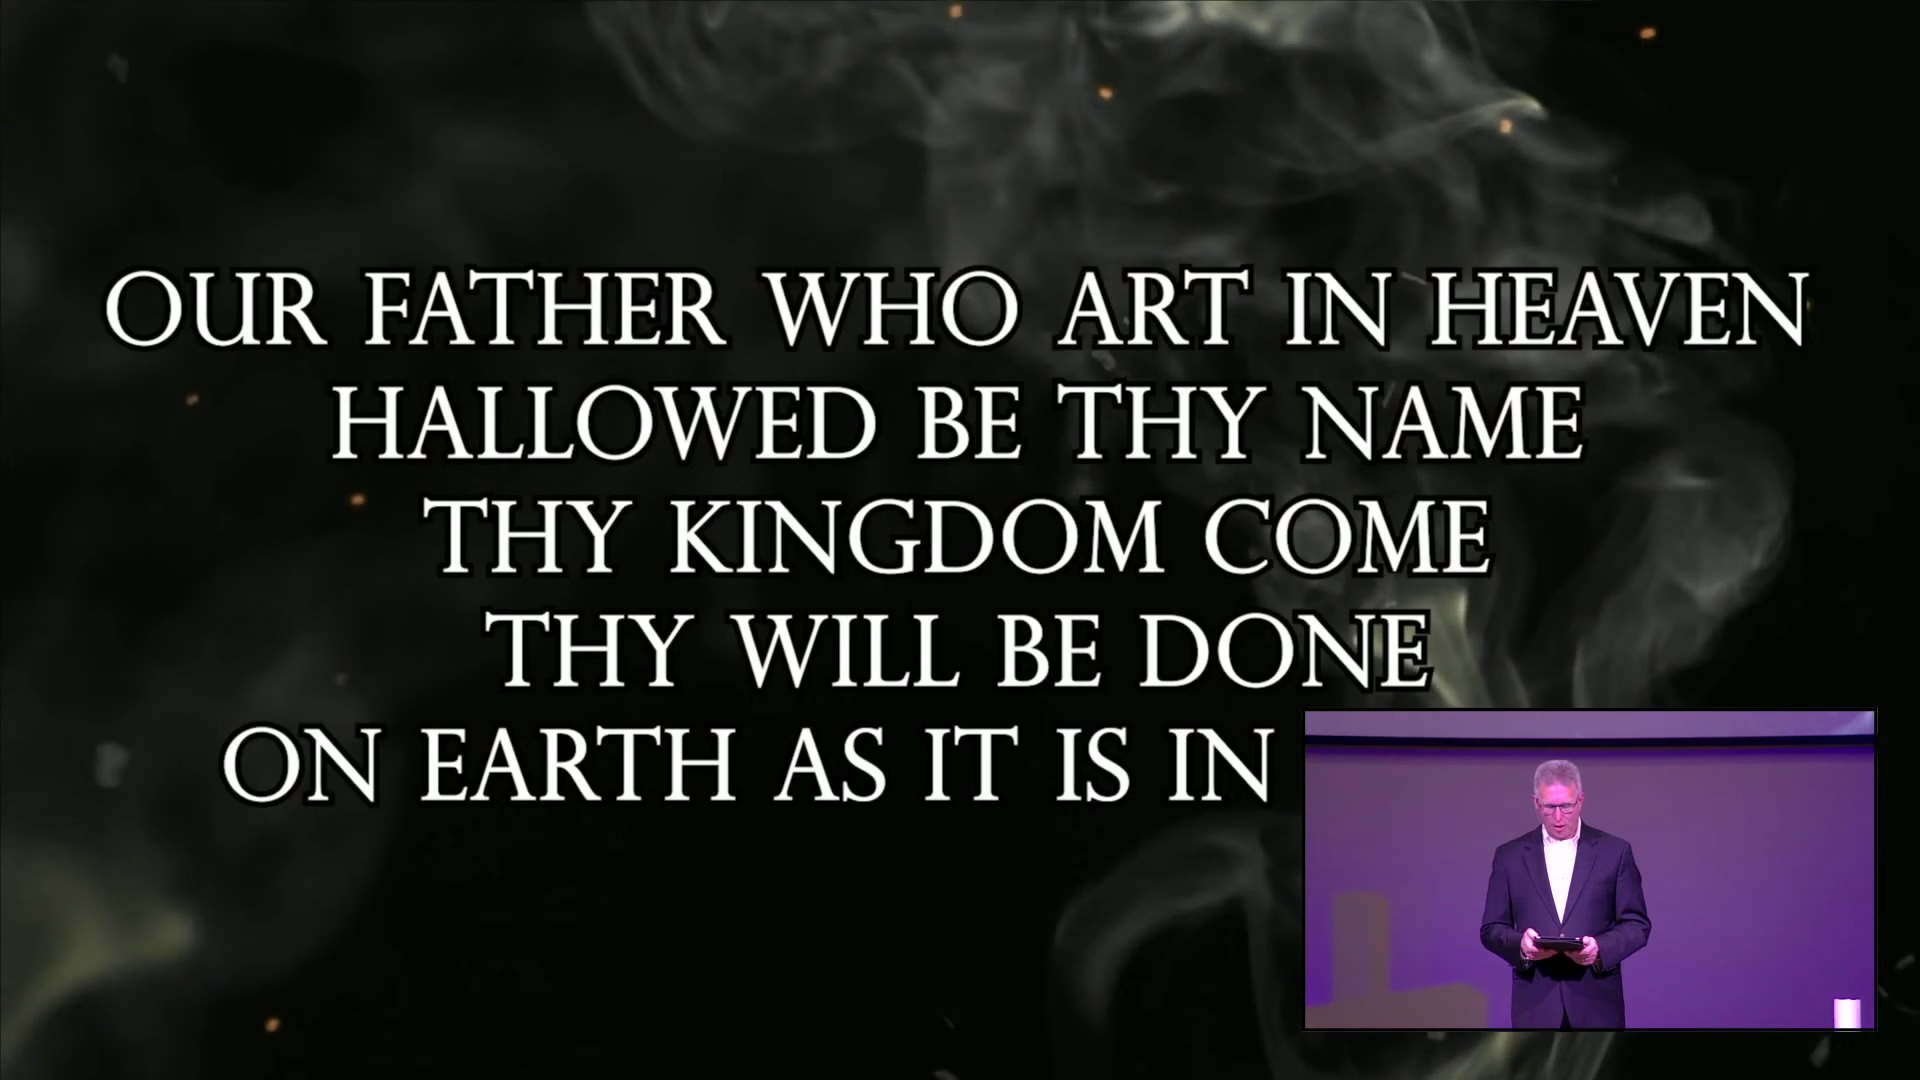 OUR FATHER WHO ART IN HEAVEN
HALLOWED BE THY NAME
THY KINGDOM COME
THY WILL BE DONE
ON EARTH AS IT IS IN